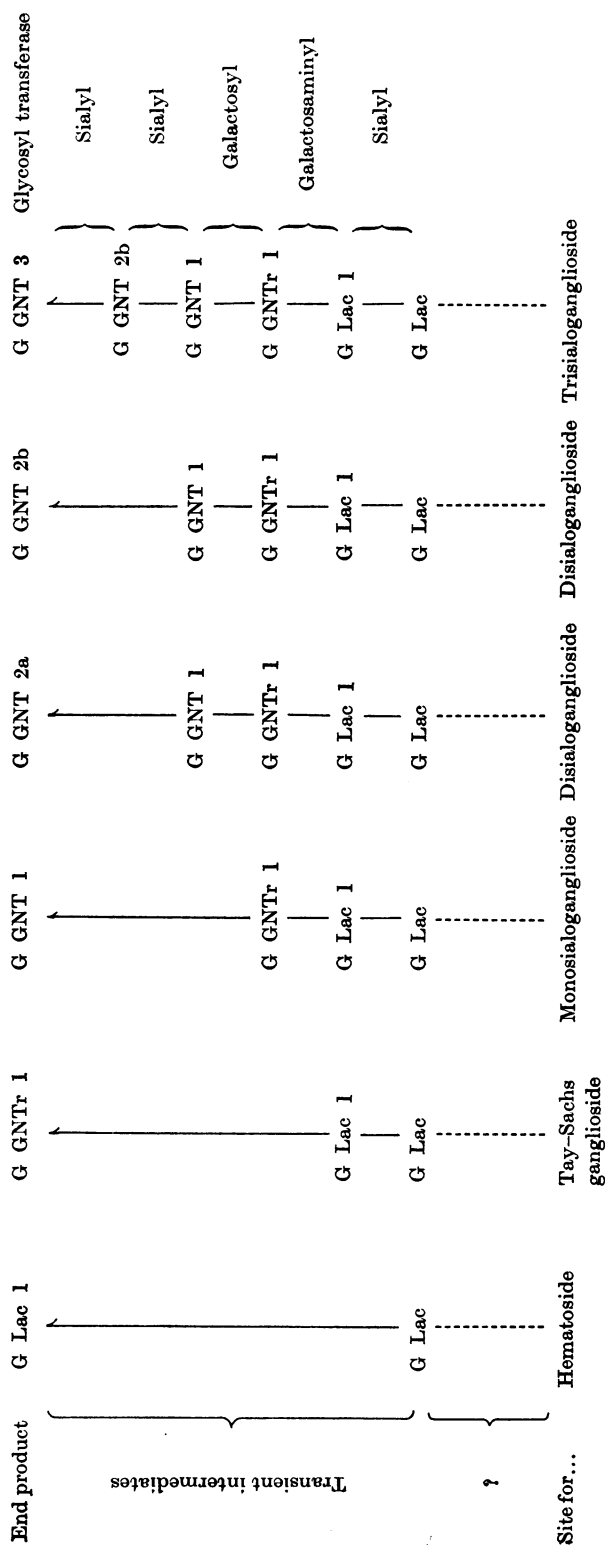 End product
G Lac 1
G GNTr 1
G GNT 1
G GNT 2a
G GNT 2b
G GNT 3
Glycosyl transferase
Sialyl
G GNT 2b
Sialyl
G GNT 1
G GNT 1
G GNT 1
Galactosyl
Transient intermediates
G GNTr 1
G GNTr 1
G GNTr 1
G GNTr 1
Galactosaminyl
G Lac 1
G Lac 1
G Lac 1
G Lac 1
G Lac 1
Sialyl
G Lac
G Lac
G Lac
G Lac
G Lac
G Lac
?
Site for...
Hematoside
Tay–Sachs
ganglioside
Monosialoganglioside
Disialoganglioside
Disialoganglioside
Trisialoganglioside